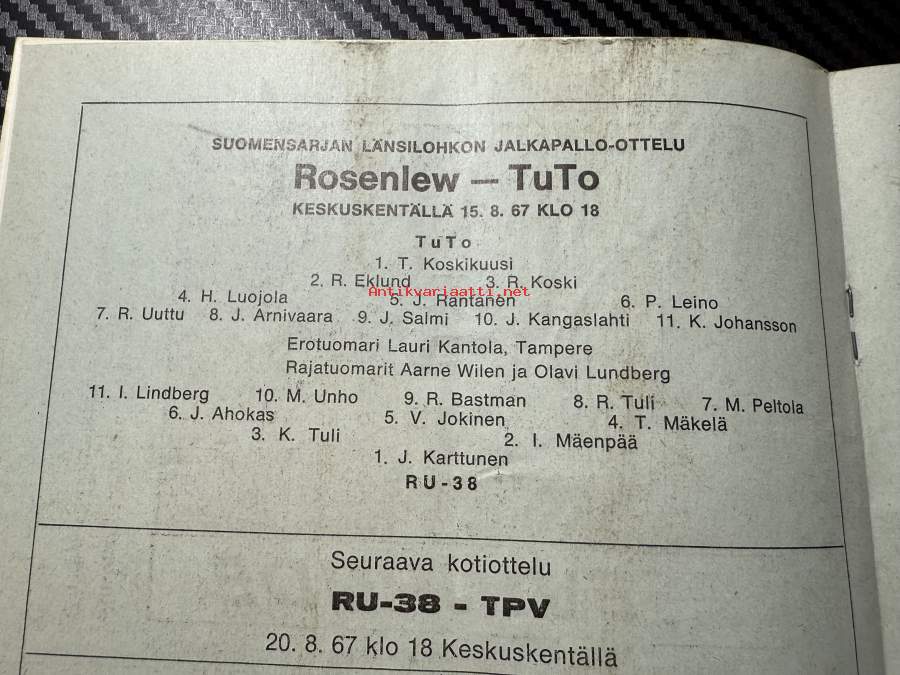 SUOMENSARJAN LÄNSILOHKON JALKAPALLO-OTTELU
Rosenlew — TuTo
KESKUSKENTÄLLÄ 15. 8. 67 KLO 18
TuTo
1. T. Koskikuusi
2. R. Eklund 3. R. Koski
Antikvariaatti.net
4. H. Luojola 5. J. Rantanen 6. P. Leino
7. R. Uuttu 8. J. Arnivaara 9. J. Salmi 10. J. Kangaslahti 11. K. Johansson
Erotuomari Lauri Kantola, Tampere
Rajatuomarit Aarne Wilen ja Olavi Lundberg
11. I. Lindberg 10. M. Unho 9. R. Bastman 8. R. Tuli 7. M. Peltola
6. J. Ahokas 5. V. Jokinen 4. T. Mäkelä
3. K. Tuli 2. I. Mäenpää
1. J. Karttunen
RU-38
Seuraava kotiottelu
RU-38 - TPV
20. 8. 67 klo 18 Keskuskentällä